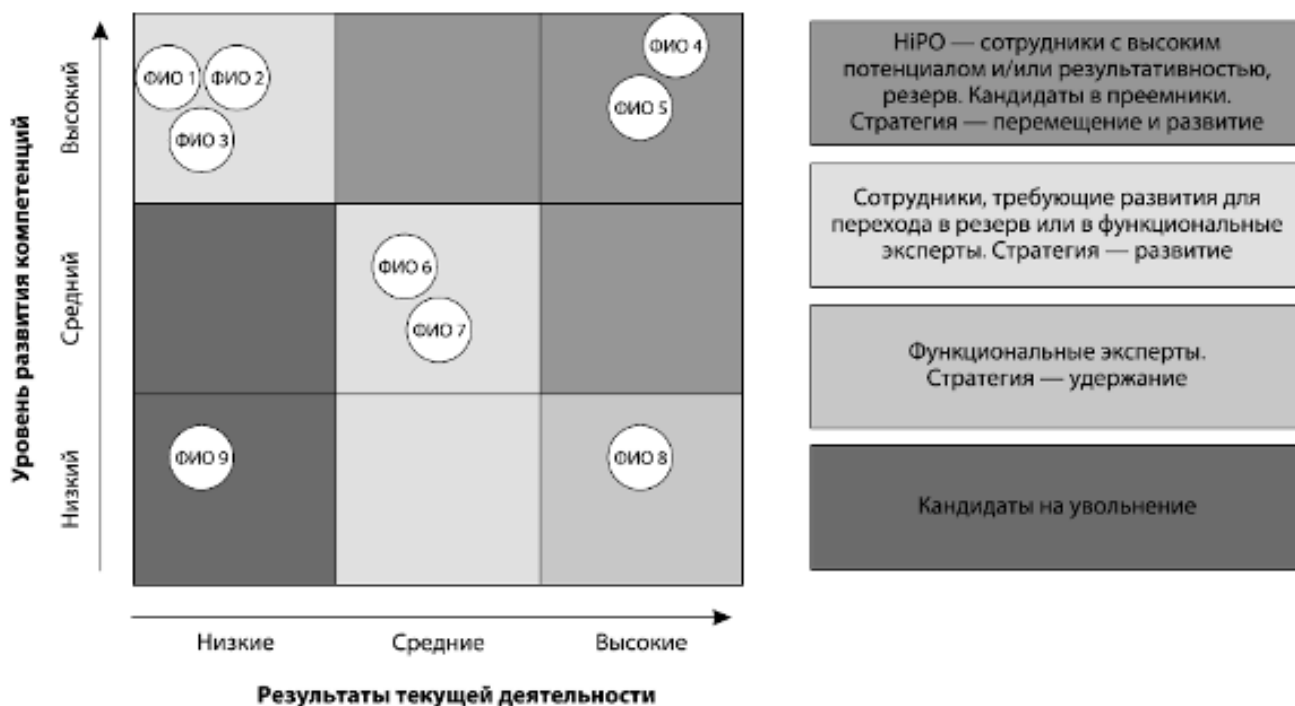 Уровень развития компетенций
Высокий
Средний
Низкий
ФИО 1
ФИО 2
ФИО 3
ФИО 4
ФИО 5
ФИО 6
ФИО 7
ФИО 9
ФИО 8
Низкие
Средние
Высокие
Результаты текущей деятельности
HiPO — сотрудники с высоким
потенциалом и/или результативностью,
резерв. Кандидаты в преемники.
Стратегия — перемещение и развитие
Сотрудники, требующие развития для
перехода в резерв или в функциональные
эксперты. Стратегия — развитие
Функциональные эксперты.
Стратегия — удержание
Кандидаты на увольнение